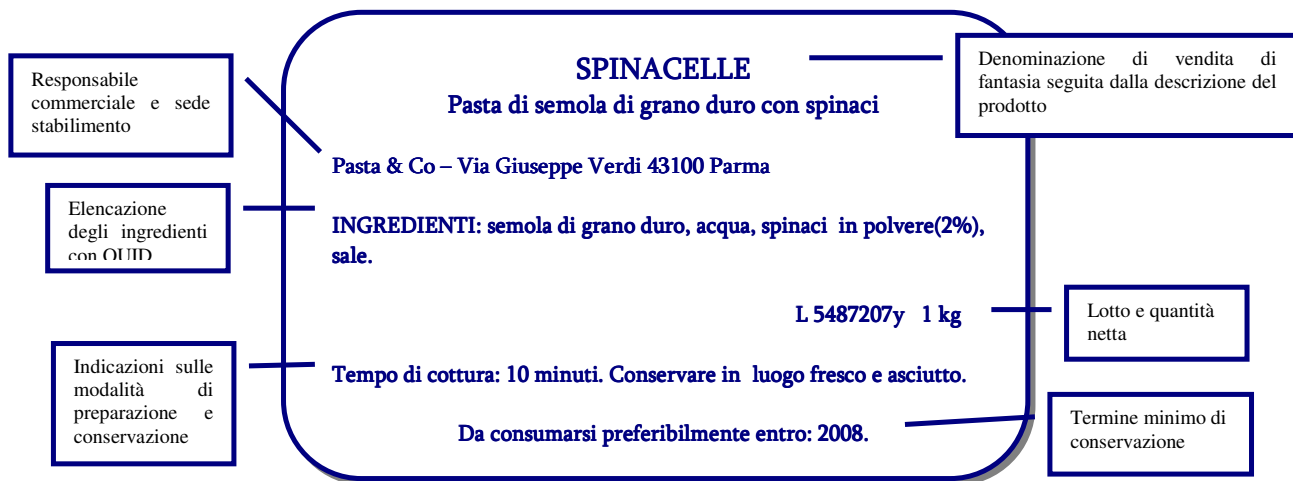 Responsabile
commerciale e sede
stabilimento
Denominazione di vendita di
fantasia seguita dalla descrizione del
prodotto
SPINACELLE
Pasta di semola di grano duro con spinaci
Pasta & Co – Via Giuseppe Verdi 43100 Parma
Elencazione
degli ingredienti
con QUID
INGREDIENTI: semola di grano duro, acqua, spinaci in polvere(2%),
sale.
L 5487207y 1 kg
Lotto e quantità
netta
Indicazioni sulle
modalità di
preparazione e
conservazione
Tempo di cottura: 10 minuti. Conservare in luogo fresco e asciutto.
Da consumarsi preferibilmente entro: 2008.
Termine minimo di
conservazione